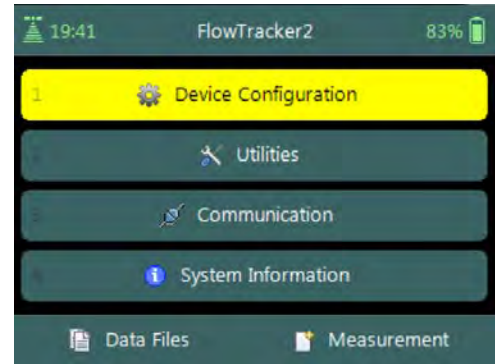 19:41 FlowTracker2 83%
1 Device Configuration
Utilities
Communication
System Information
Data Files Measurement